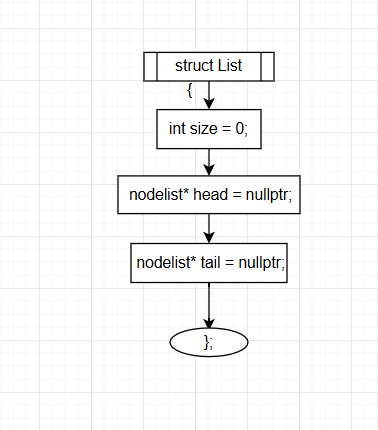 struct List
{
int size = 0;
nodelist* head = nullptr;
nodelist* tail = nullptr;
};